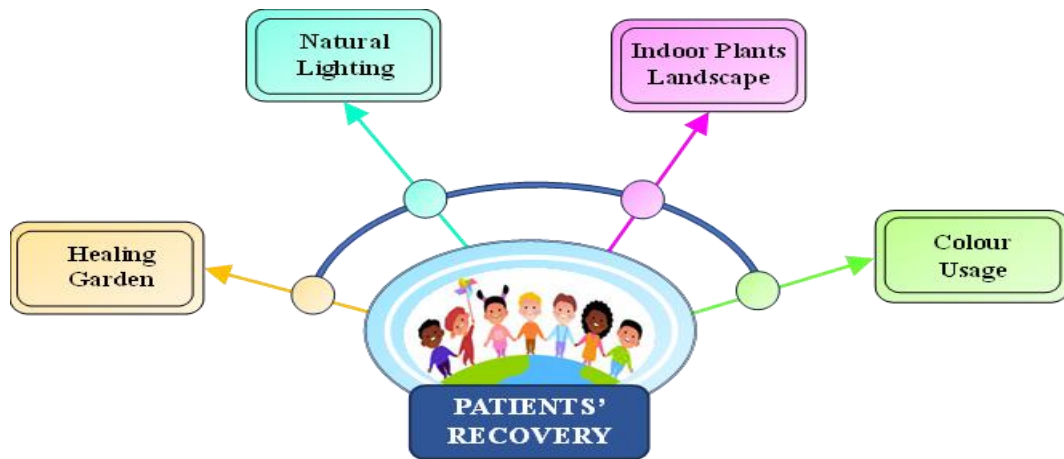 Natural
Lighting
Indoor Plants
Landscape
Healing
Garden
Colour
Usage
PATIENTS'
RECOVERY